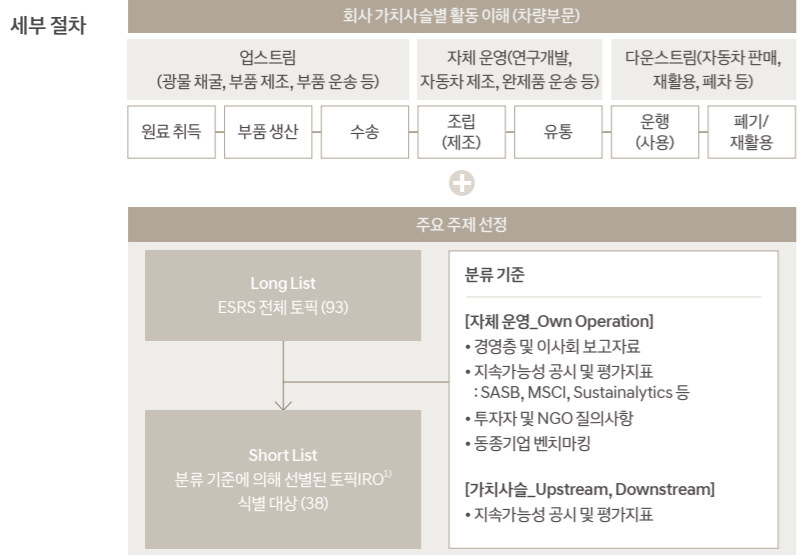 세부 절차
회사 가치사슬별 활동 이해 (차량부문)
업스트림
(광물 채굴, 부품 제조, 부품 운송 등)
자체 운영(연구개발,
자동차 제조, 완제품 운송 등)
다운스트림(자동차 판매,
재활용, 폐차 등)
원료 취득
부품 생산
수송
조립
(제조)
유통
운행
(사용)
폐기/
재활용
주요 주제 선정
Long List
ESRS 전체 토픽 (93)
Short List
분류 기준에 의해 선별된 토픽IRO1)
식별 대상 (38)
분류 기준
[자체 운영_Own Operation]
• 경영층 및 이사회 보고자료
• 지속가능성 공시 및 평가지표
: SASB, MSCI, Sustainalytics 등
• 투자자 및 NGO 질의사항
• 동종기업 벤치마킹
[가치사슬_Upstream, Downstream]
• 지속가능성 공시 및 평가지표